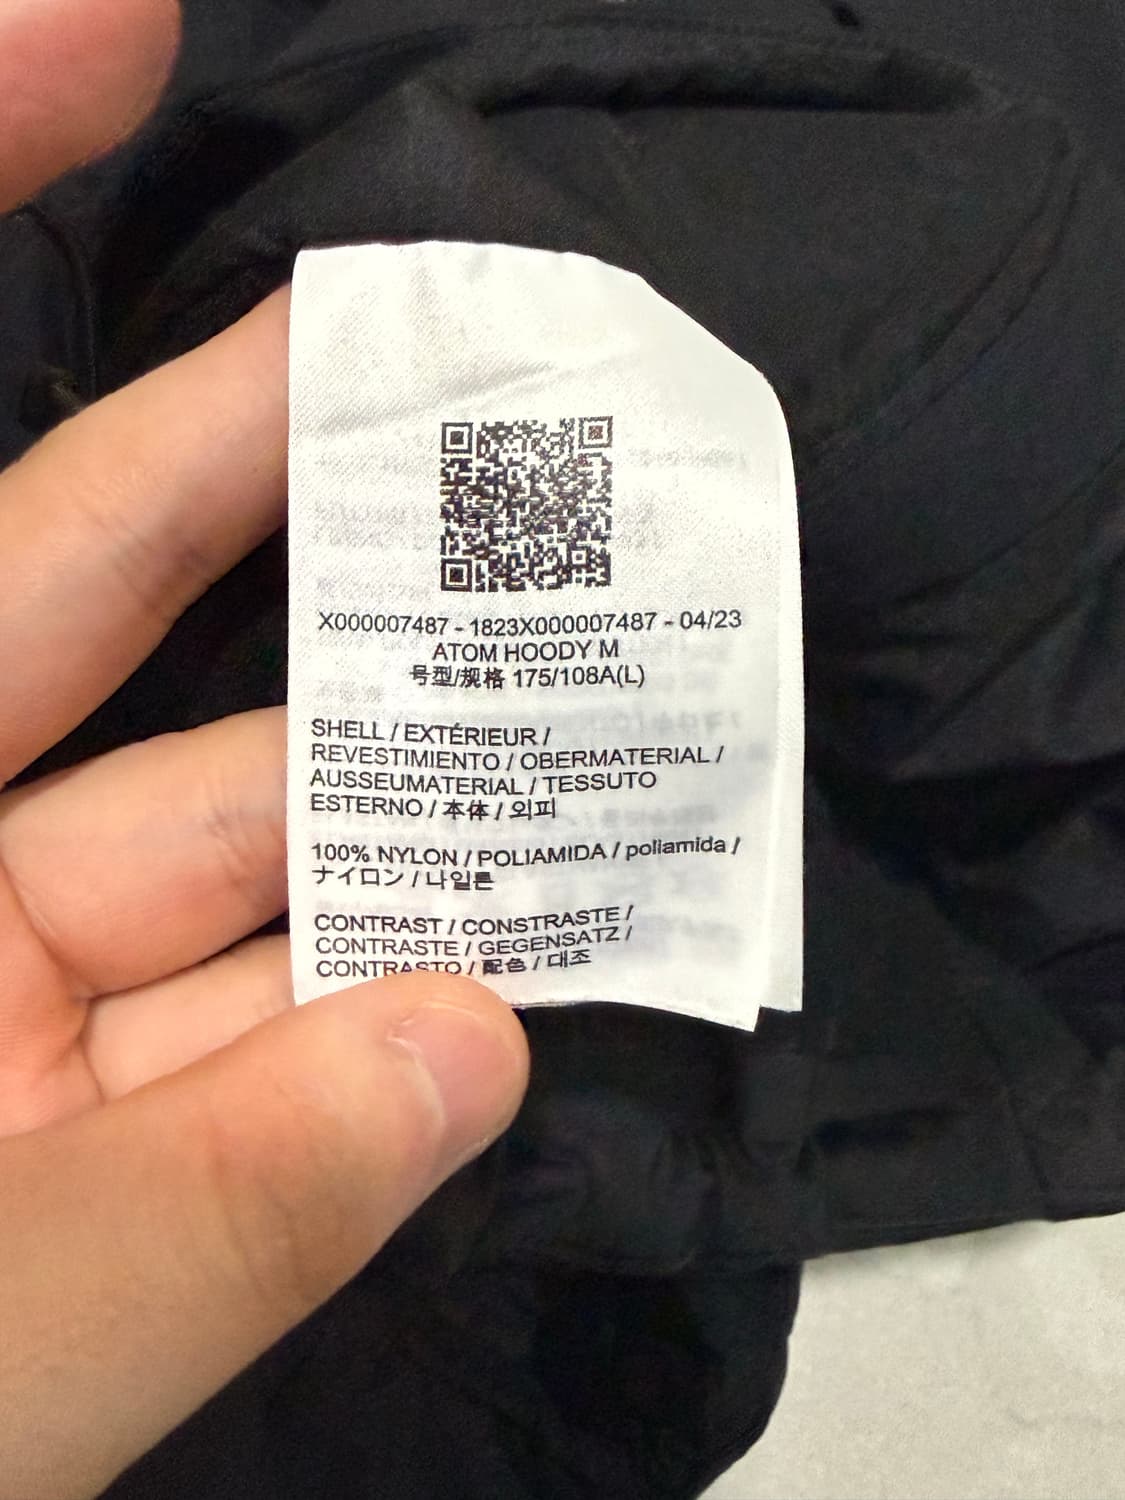 X000007487 - 1823X000007487 - 04/23
ATOM HOODY M
号型/规格 175/108A(L)
SHELL / EXTÉRIEUR /
REVESTIMIENTO / OBERMATERIAL /
AUSSEUMATERIAL / TESSUTO
ESTERNO / 本体 / 외피
100% NYLON / POLIAMIDA / poliamida /
ナイロン / 나일론
CONTRAST / CONSTRASTE /
CONTRASTE / GEGENSATZ /
CONTRASTO / 配色 / 대조